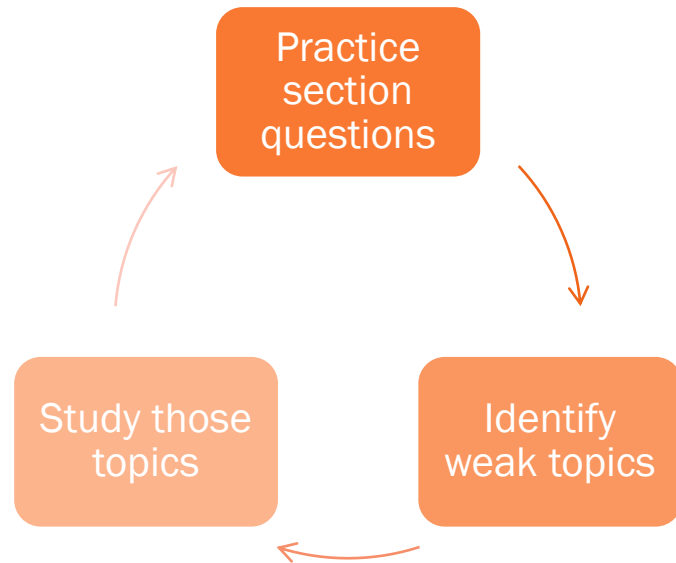 Practice
section
questions
Identify
weak topics
Study those
topics